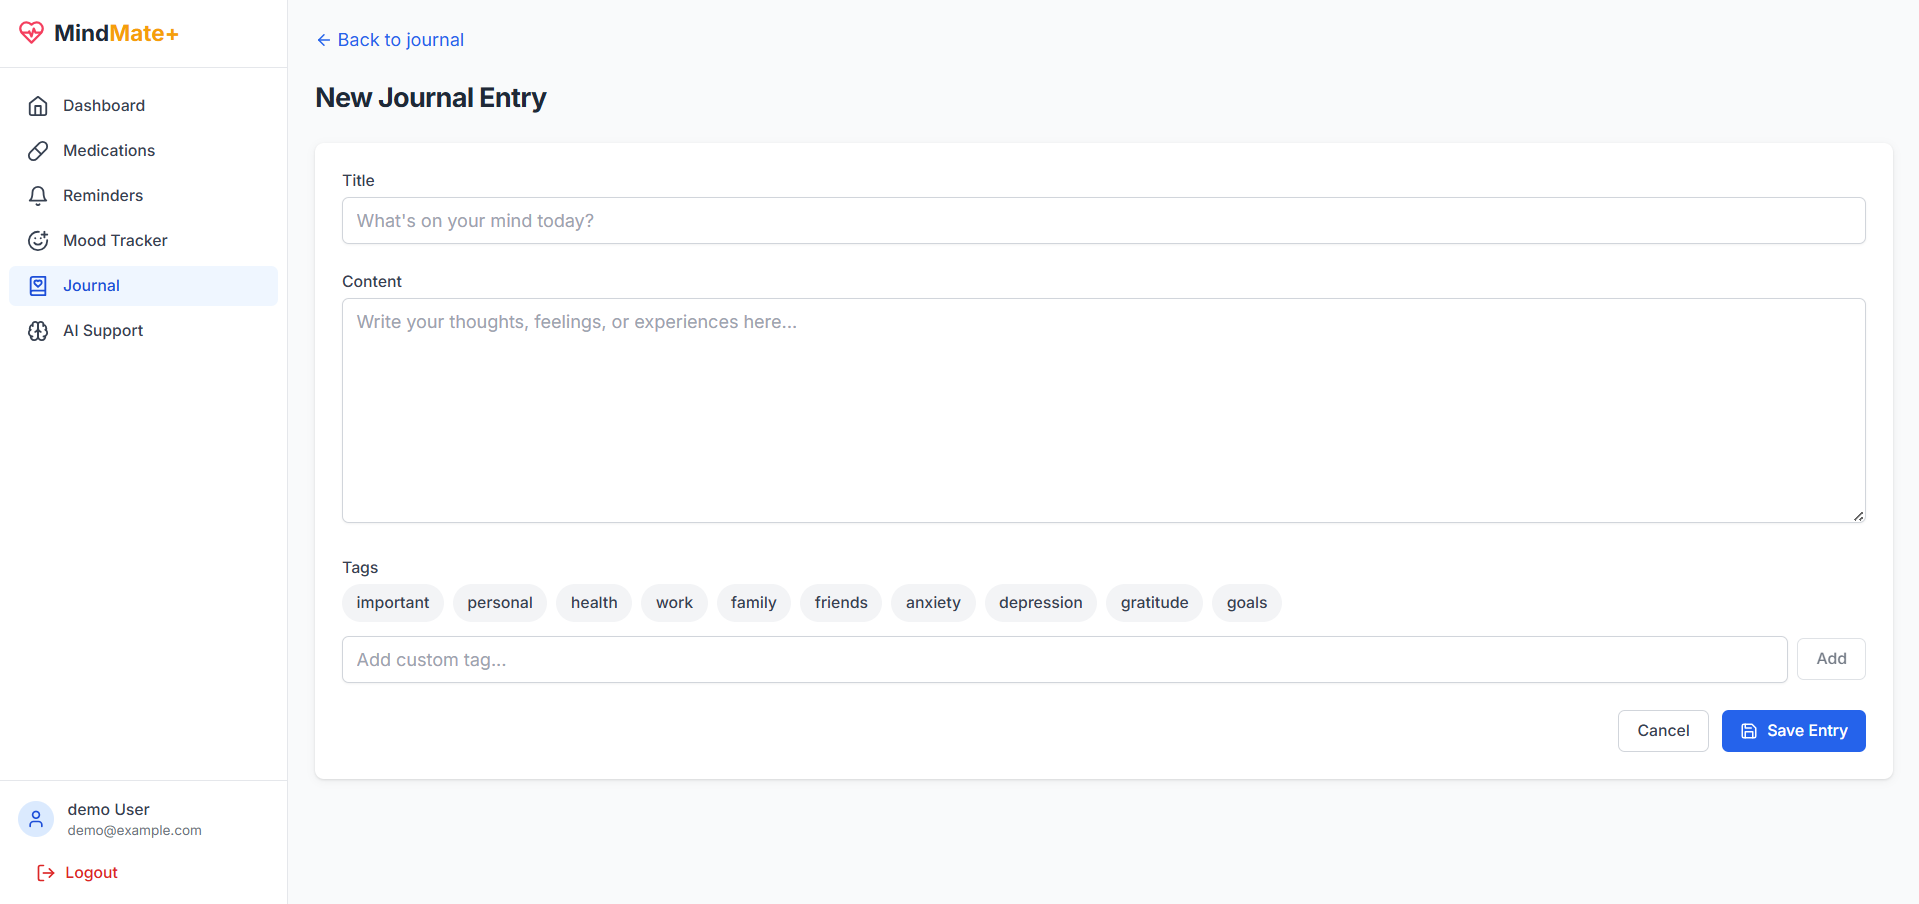 MindMate+
Dashboard
Medications
Reminders
Mood Tracker
Journal
AI Support
demo User
demo@example.com
Logout
Back to journal
New Journal Entry
Title
What's on your mind today?
Content
Write your thoughts, feelings, or experiences here...
Tags
important personal health work family friends anxiety depression gratitude goals
Add custom tag... Add
Cancel Save Entry